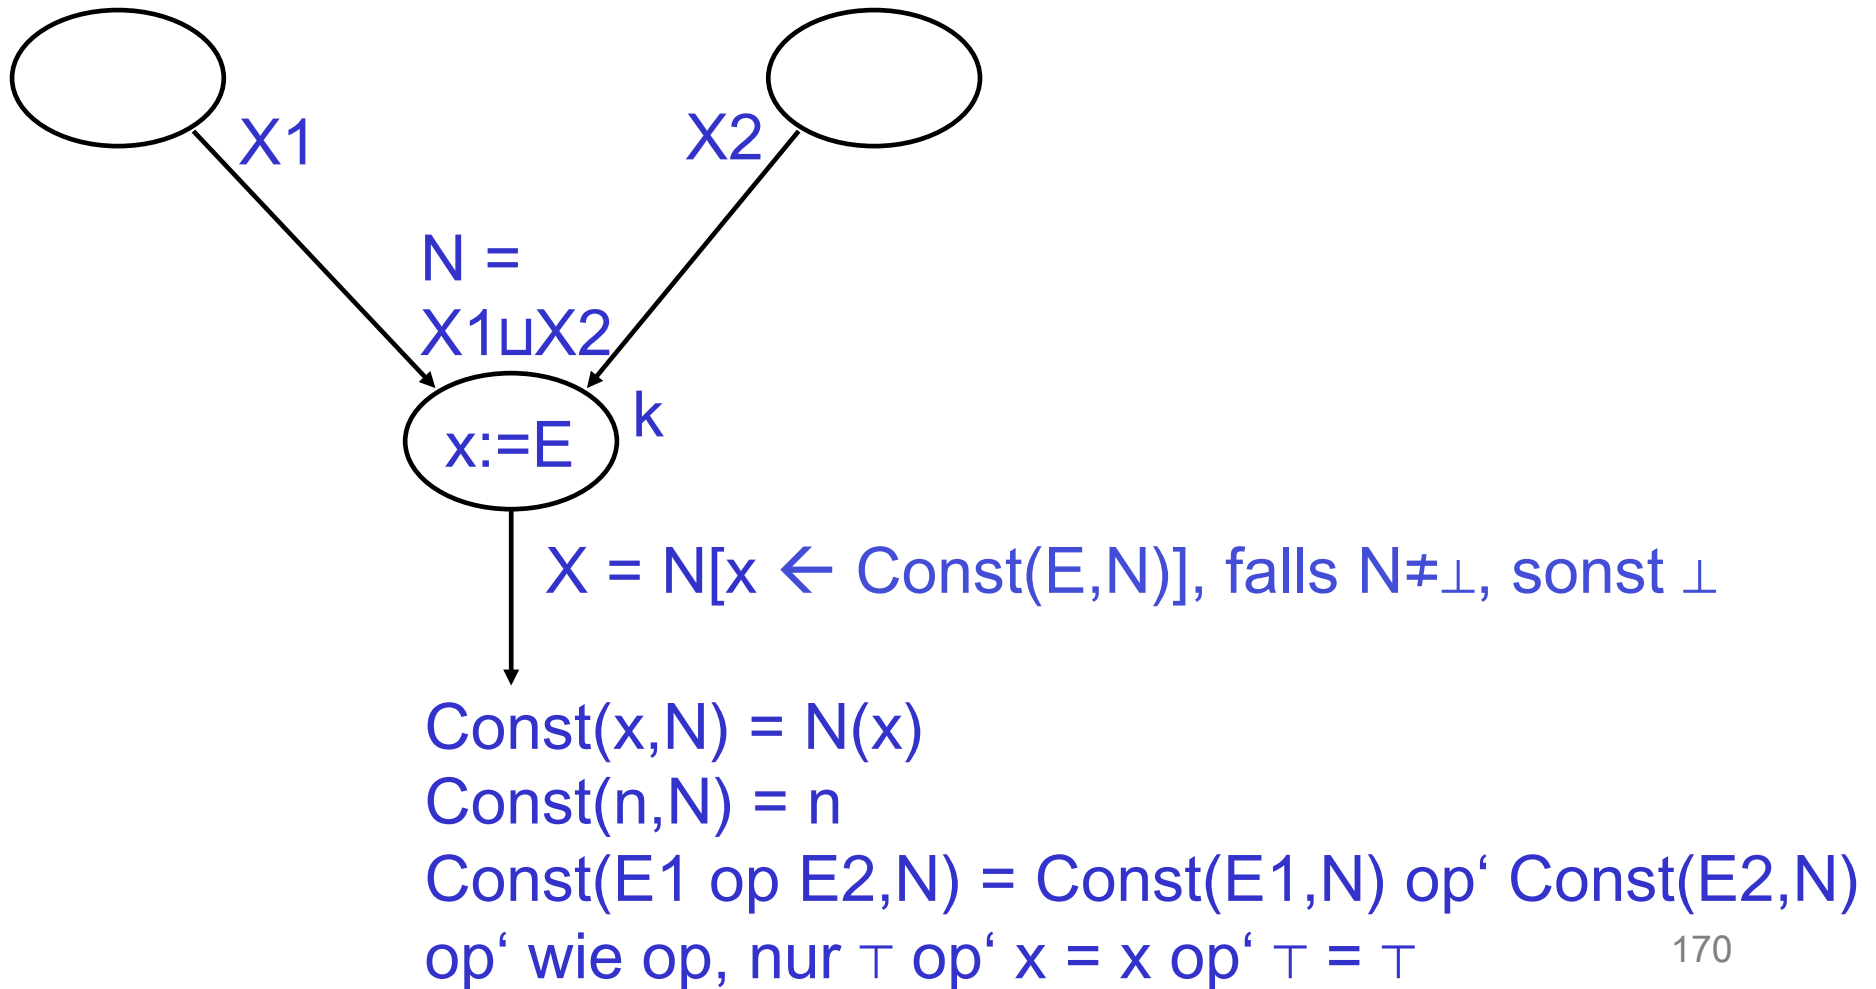 X1
X2
N =
X1⊔X2
k
x:=E
X = N[x ← Const(E,N)], falls N≠⊥, sonst ⊥
Const(x,N) = N(x)
Const(n,N) = n
Const(E1 op E2,N) = Const(E1,N) op‘ Const(E2,N)
op‘ wie op, nur ⊤ op‘ x = x op‘ ⊤ = ⊤
170